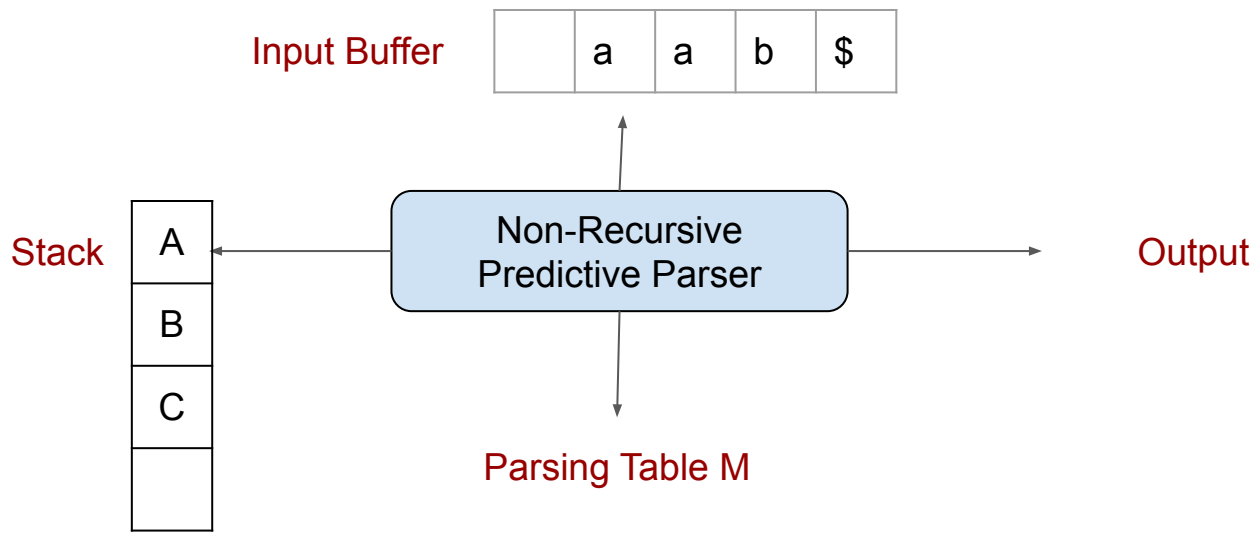 Input Buffer
a a b $
Non-Recursive
Predictive Parser
Stack
A
B
C
Output
Parsing Table M